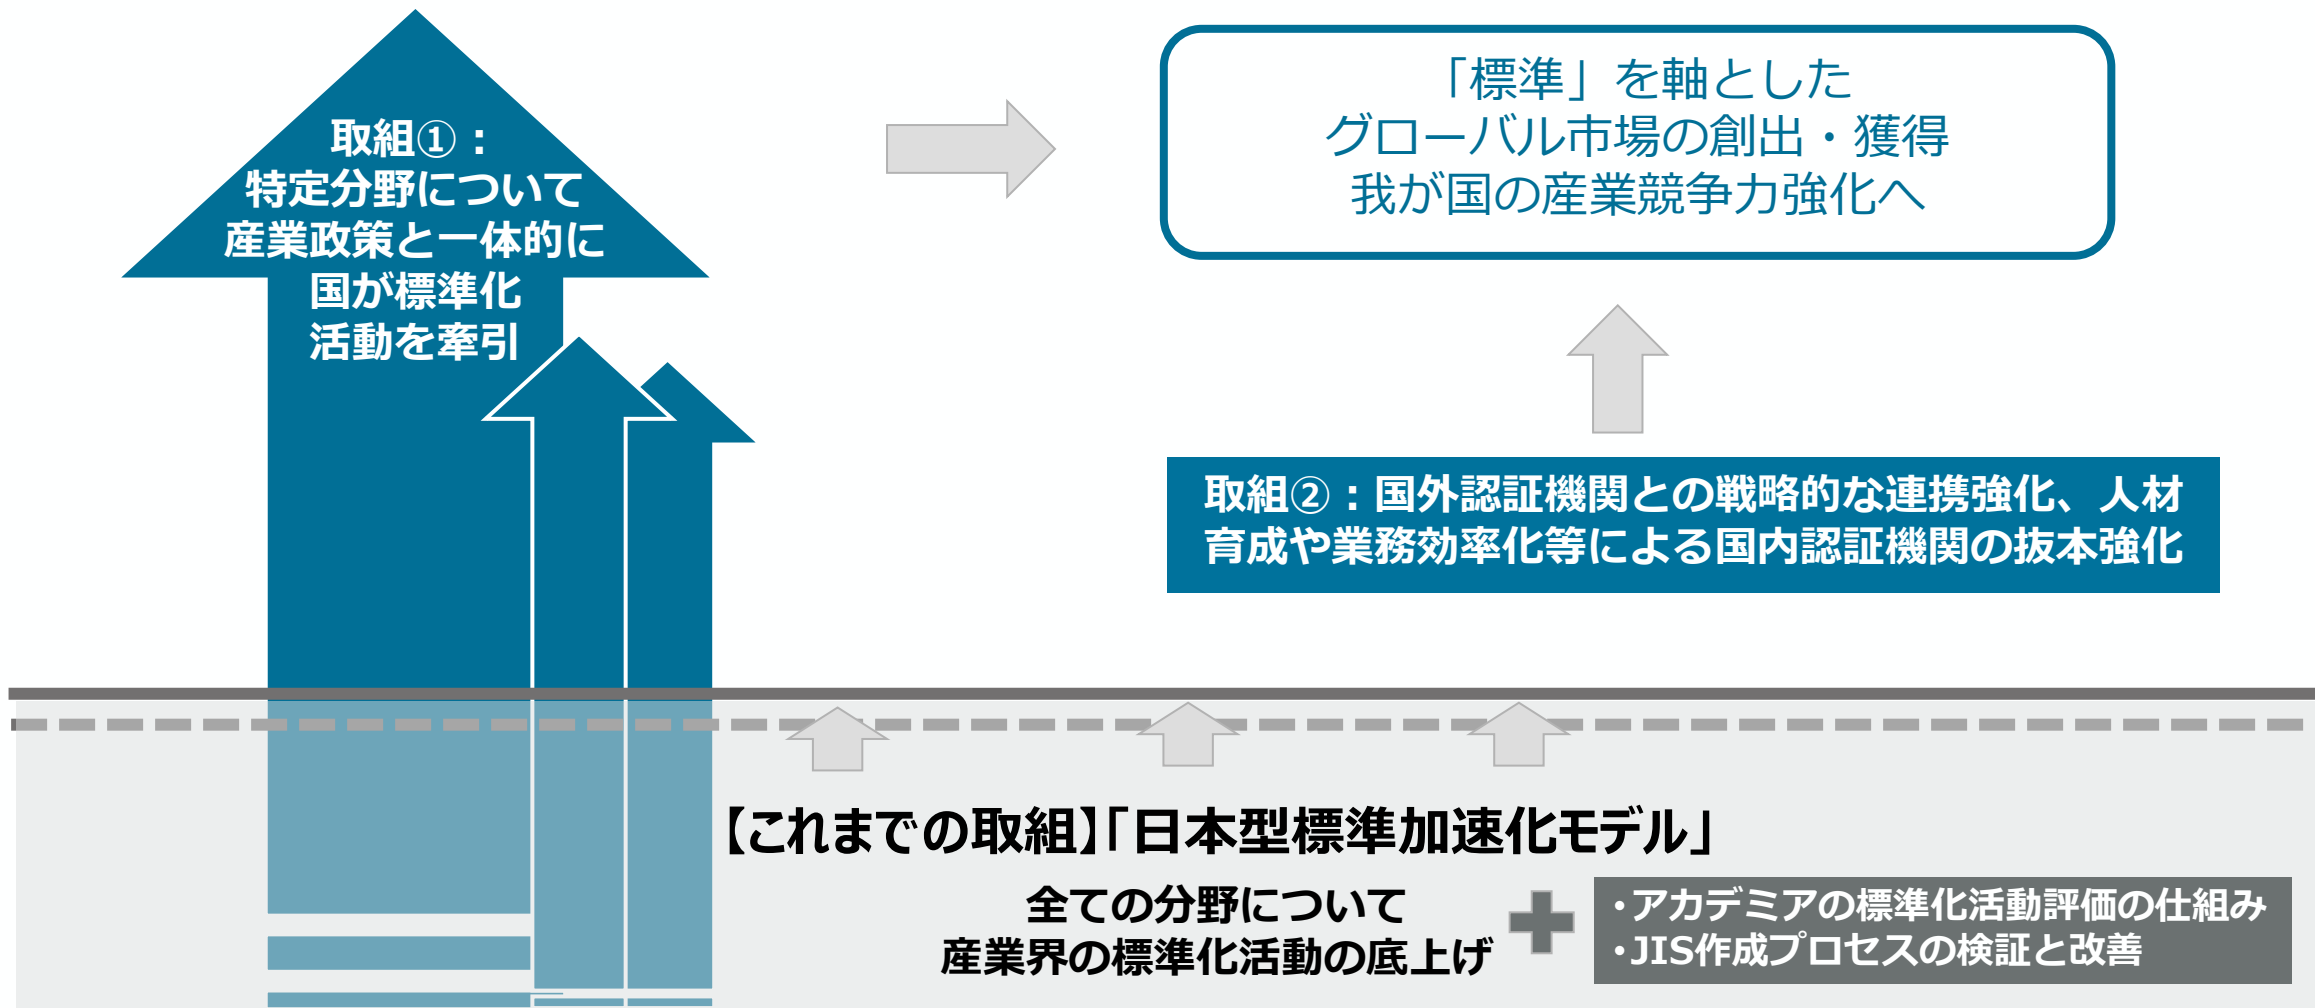 取組①：
特定分野について
産業政策と一体的に
国が標準化
活動を牽引
「標準」を軸とした
グローバル市場の創出・獲得
我が国の産業競争力強化へ
取組②：国外認証機関との戦略的な連携強化、人材
育成や業務効率化等による国内認証機関の抜本強化
【これまでの取組】「日本型標準加速化モデル」
全ての分野について
産業界の標準化活動の底上げ
・アカデミアの標準化活動評価の仕組み
・JIS作成プロセスの検証と改善